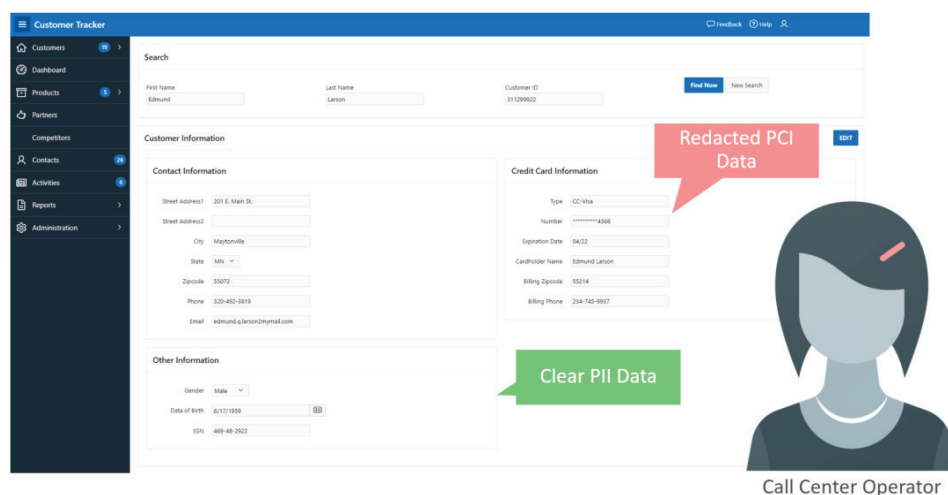 Customer Tracker
Feedback Help
Customers 19
Dashboard
Products 5
Partners
Competitors
Contacts 28
Activities 6
Reports
Administration
Search
First Name Last Name Customer ID
Edmund Larson 311299922
Find Now New Search
Customer Information
EDIT
Contact Information
Street Address1 201 E. Main St.
Street Address2
City Maytonville
State MN
Zipcode 55072
Phone 320-492-3819
Email edmund.q.larson2mymail.com
Credit Card Information
Type CC-Visa
Number ***********4368
Expiration Date 04/22
Cardholder Name Edmund Larson
Billing Zipcode 55214
Billing Phone 234-745-9937
Redacted PCI
Data
Other Information
Gender Male
Date of Birth 6/17/1959
SSN 469-48-2922
Clear PII Data
Call Center Operator